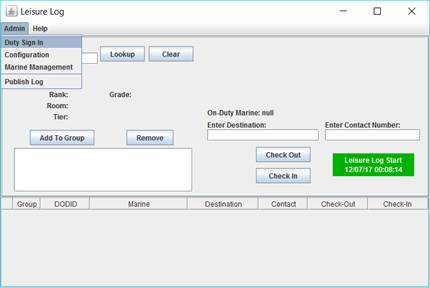 Leisure Log
Admin Help
Duty Sign In
Configuration
Marine Management
Publish Log
Lookup Clear
Rank: Grade:
Room:
Tier:
On-Duty Marine: null
Enter Destination: Enter Contact Number:
Add To Group Remove
Check Out
Check In
Leisure Log Start
12/07/17 00:08:14
Group DODID Marine Destination Contact Check-Out Check-In